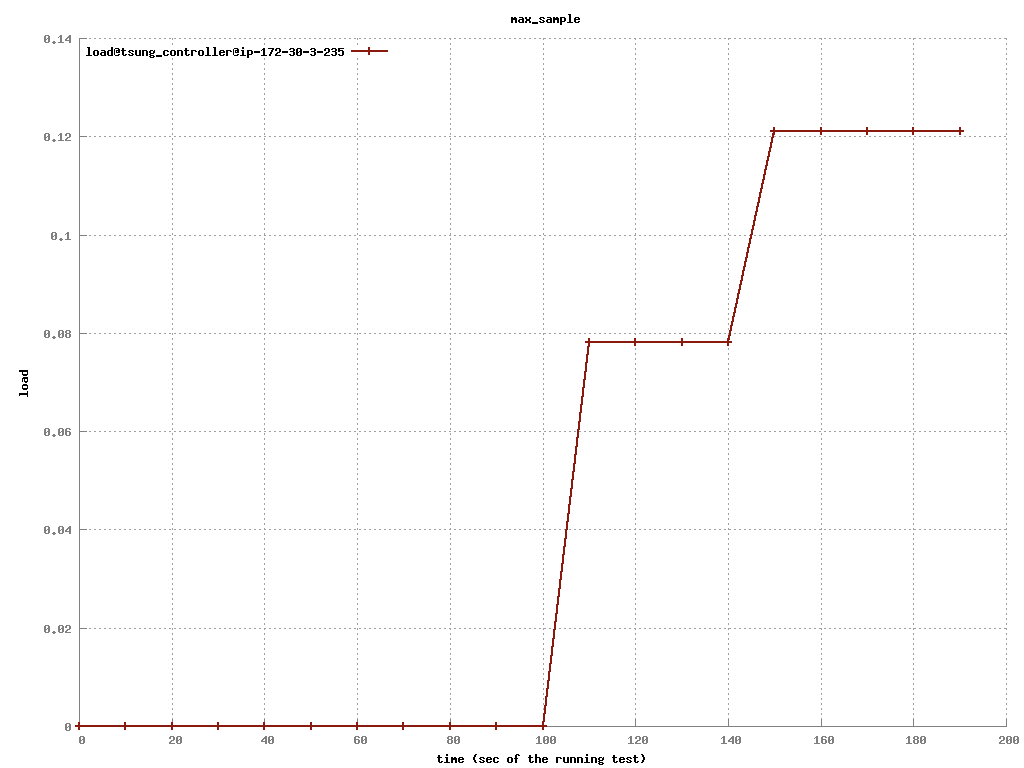 max_sample
load@tsung_controller@ip-172-30-3-235
0.14
0.12
0.1
0.08
0.06
0.04
0.02
0
load
0 20 40 60 80 100 120 140 160 180 200
time (sec of the running test)